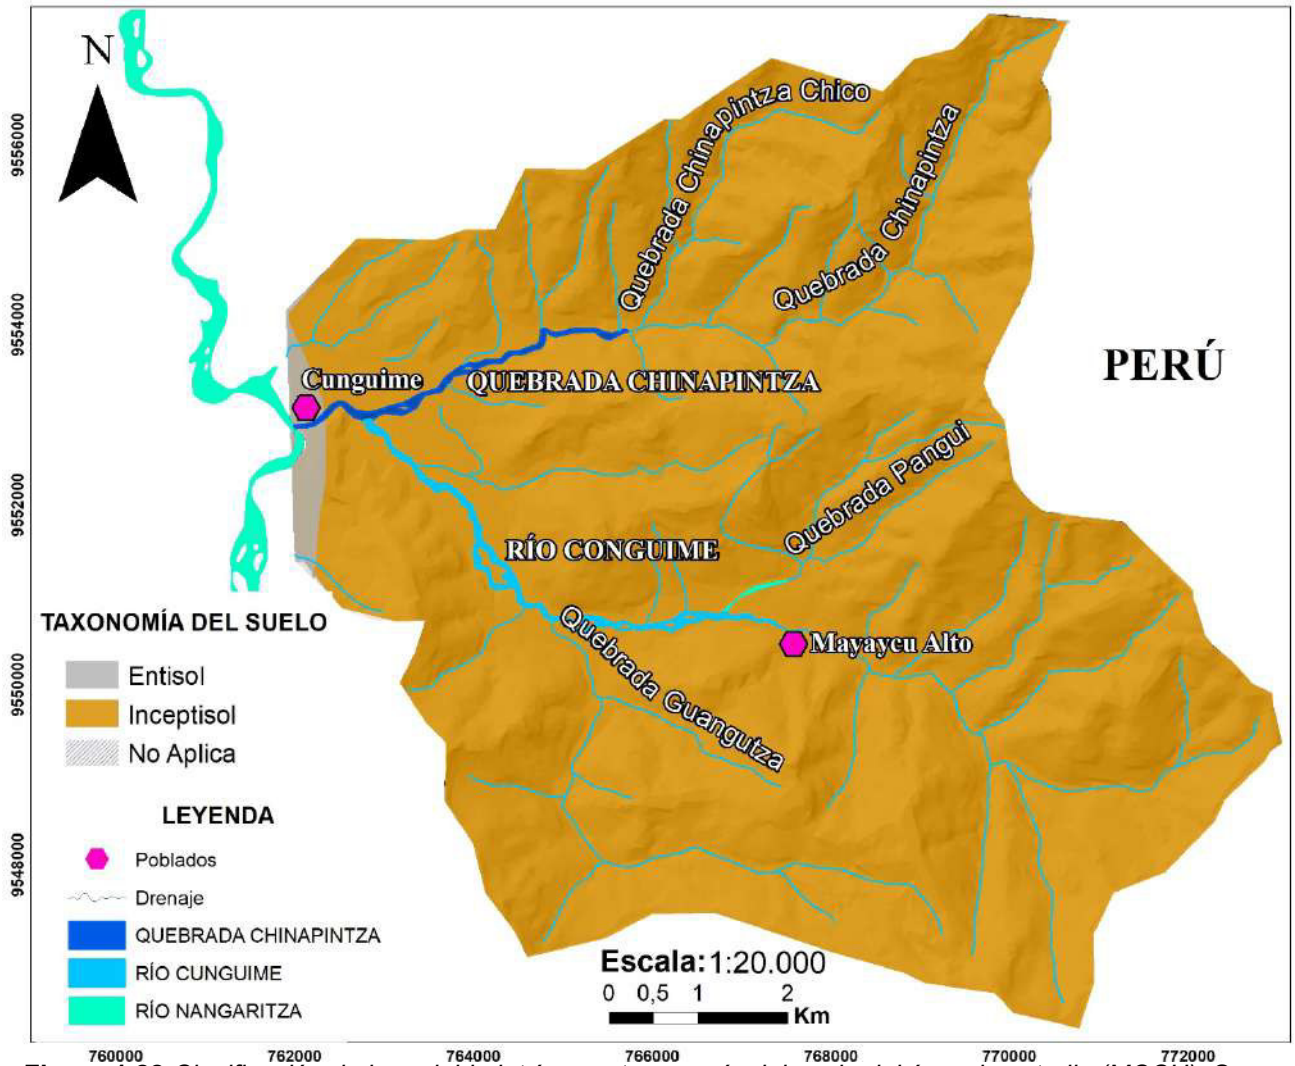 N
Quebrada Chinapintza Chico
Quebrada Chinapintza
PERÚ
Cunguime
QUEBRADA CHINAPINTZA
Quebrada Pangui
RÍO CONGUIME
Quebrada Guangutza
Mayaycu Alto
TAXONOMÍA DEL SUELO
Entisol
Inceptisol
No Aplica
LEYENDA
Poblados
Drenaje
QUEBRADA CHINAPINTZA
RÍO CUNGUIME
RÍO NANGARITZA
Escala: 1:20.000
0 0,5 1 2
Km
9556000
9554000
9552000
9550000
9548000
760000 762000 764000 766000 768000 770000 772000